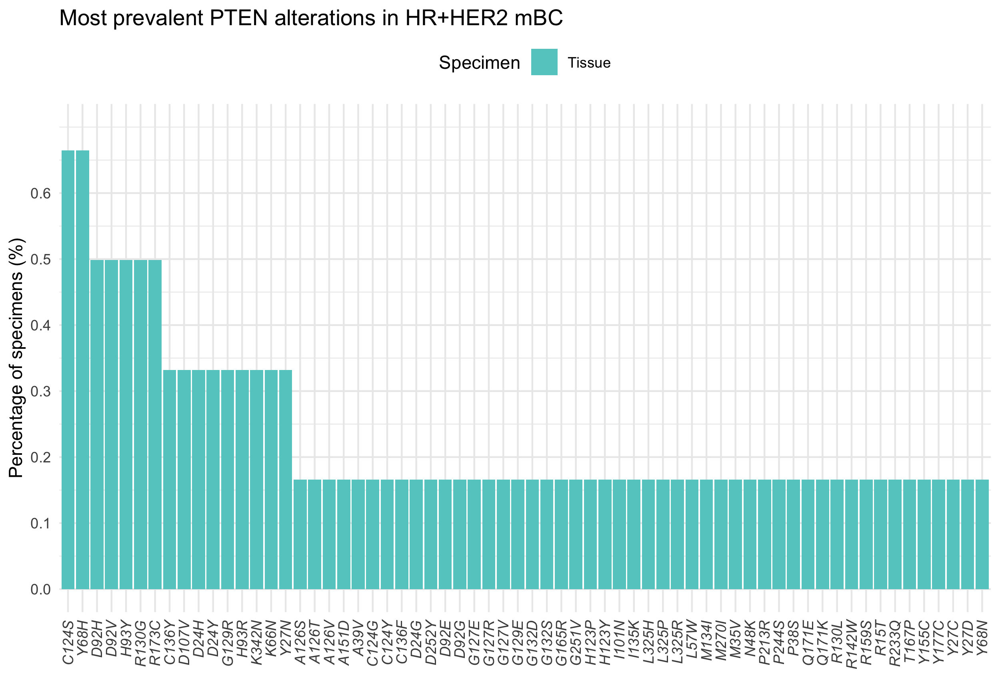 Most prevalent PTEN alterations in HR+HER2 mBC
Specimen Tissue
Percentage of specimens (%)
0.6
0.5
0.4
0.3
0.2
0.1
0.0
C124S
Y68H
D92H
D92V
H93Y
R130G
R173C
C136Y
D107V
D24H
D24Y
G129R
H93R
K342N
K66N
Y27N
A126S
A126T
A126V
A151D
A39V
C124G
C124Y
C136F
D24G
D252Y
D92E
D92G
G127E
G127R
G127V
G129E
G132D
G132S
G165R
G251V
H123P
H123Y
I101N
I135K
L325H
L325P
L325R
L57W
M134I
M270I
M35V
N48K
P213R
P244S
P38S
Q171E
Q171K
R130L
R142W
R159S
R15T
R233Q
T167P
Y155C
Y177C
Y27C
Y27D
Y68N